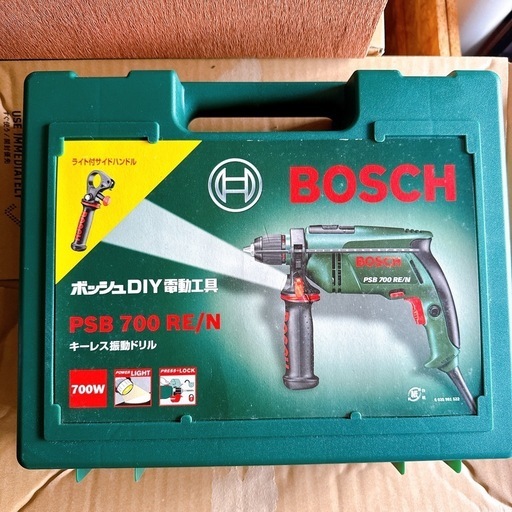 ライト付サイドハンドル
BOSCH
BOSCH
PSB 700 RE/N
ボッシュDIY電動工具
PSB 700 RE/N
キーレス振動ドリル
700W
POWER LIGHT
PRESS+LOCK
USE IMMEDIATELY